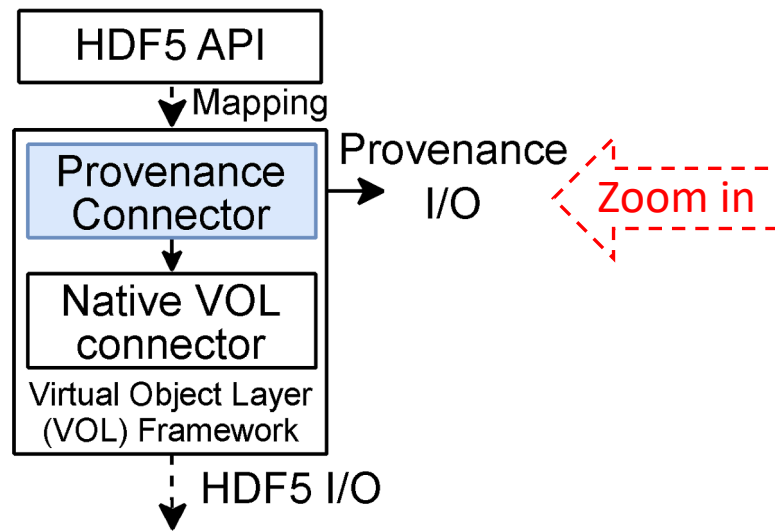 HDF5 API
Mapping
Provenance
Connector
Provenance
I/O
Zoom in
Native VOL
connector
Virtual Object Layer
(VOL) Framework
HDF5 I/O